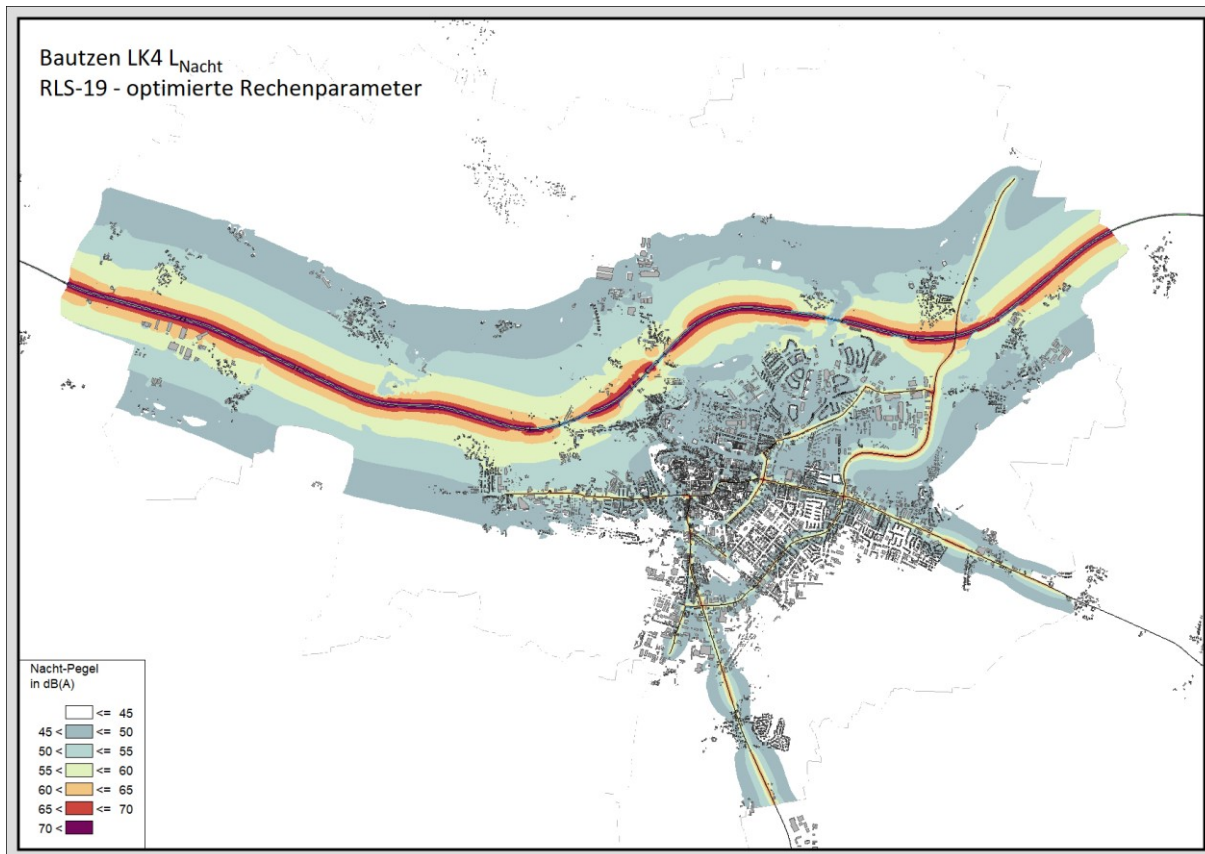 Bautzen LK4 L_Nacht
RLS-19 - optimierte Rechenparameter
Nacht-Pegel
in dB(A)
<= 45
45 < <= 50
50 < <= 55
55 < <= 60
60 < <= 65
65 < <= 70
70 <